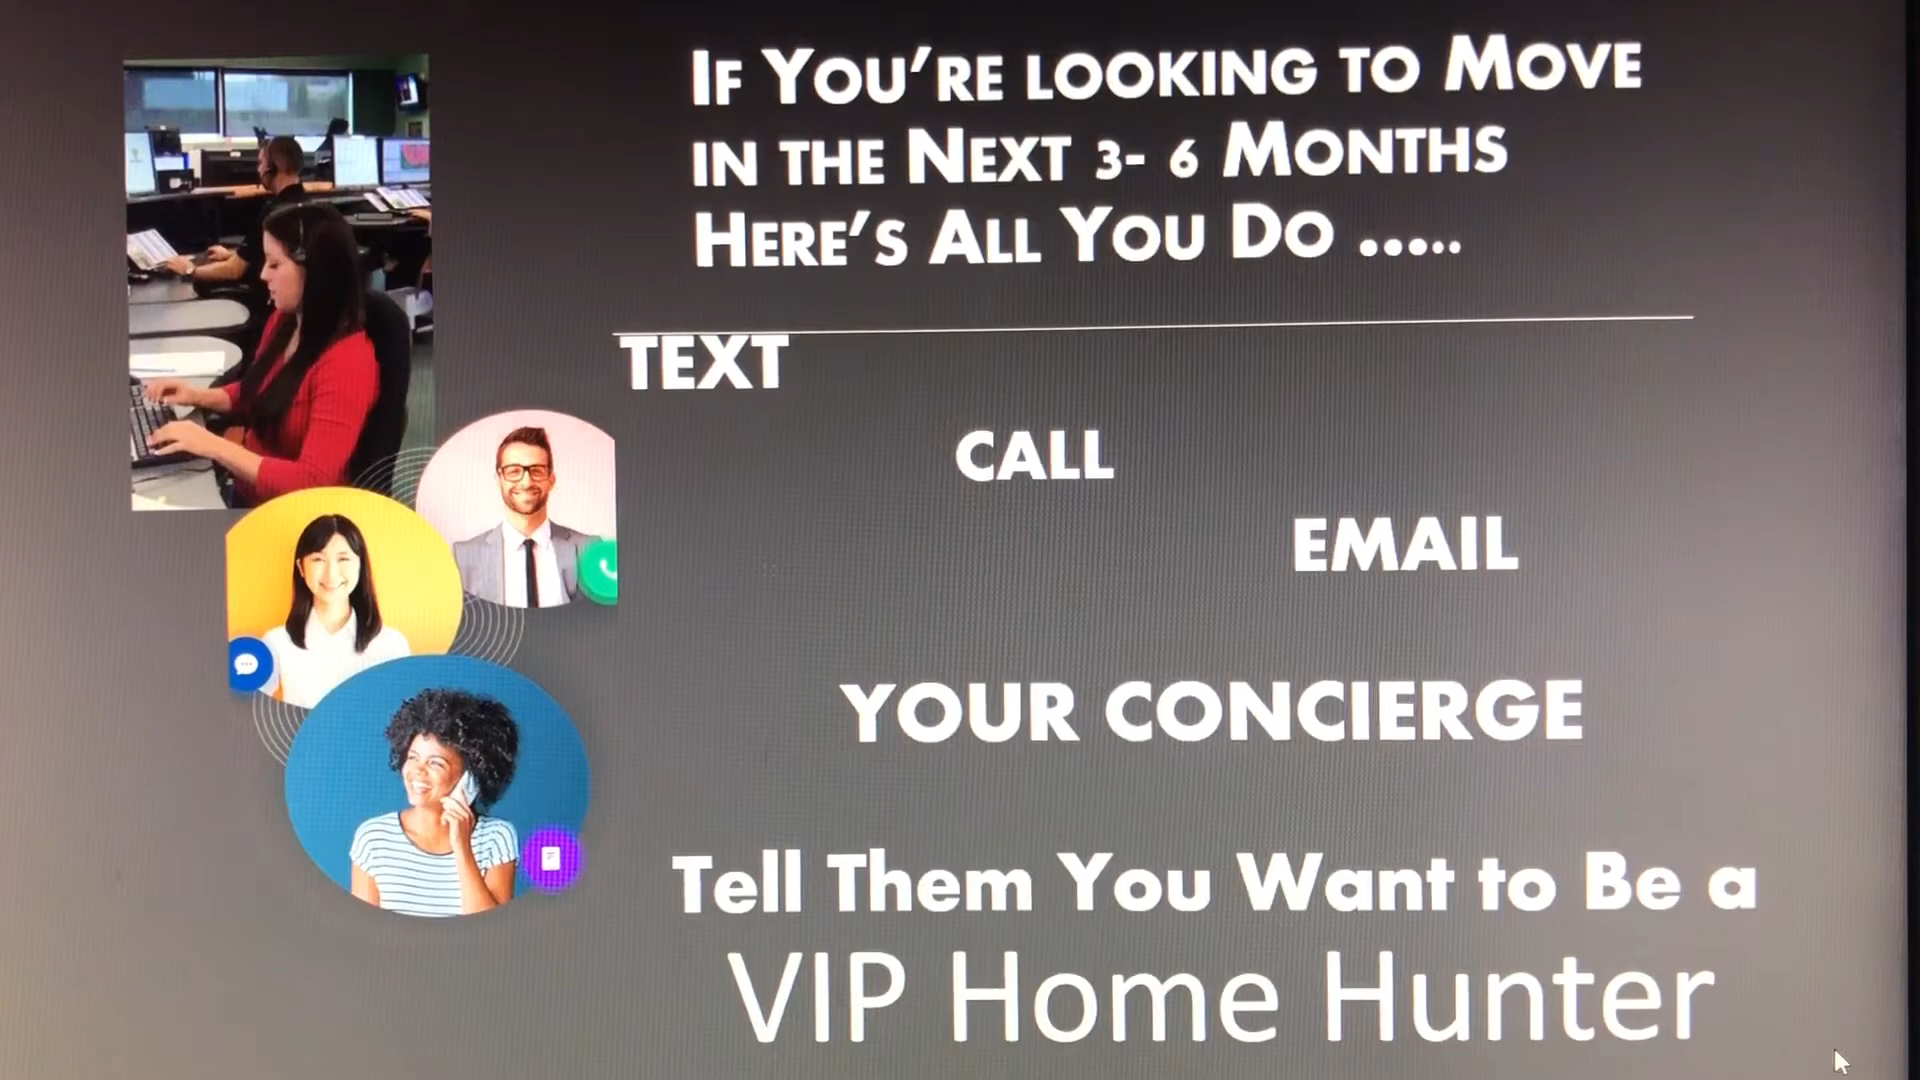 IF YOU'RE LOOKING TO MOVE
IN THE NEXT 3- 6 MONTHS
HERE'S ALL YOU DO .....
TEXT
CALL
EMAIL
YOUR CONCIERGE
Tell Them You Want to Be a
VIP Home Hunter